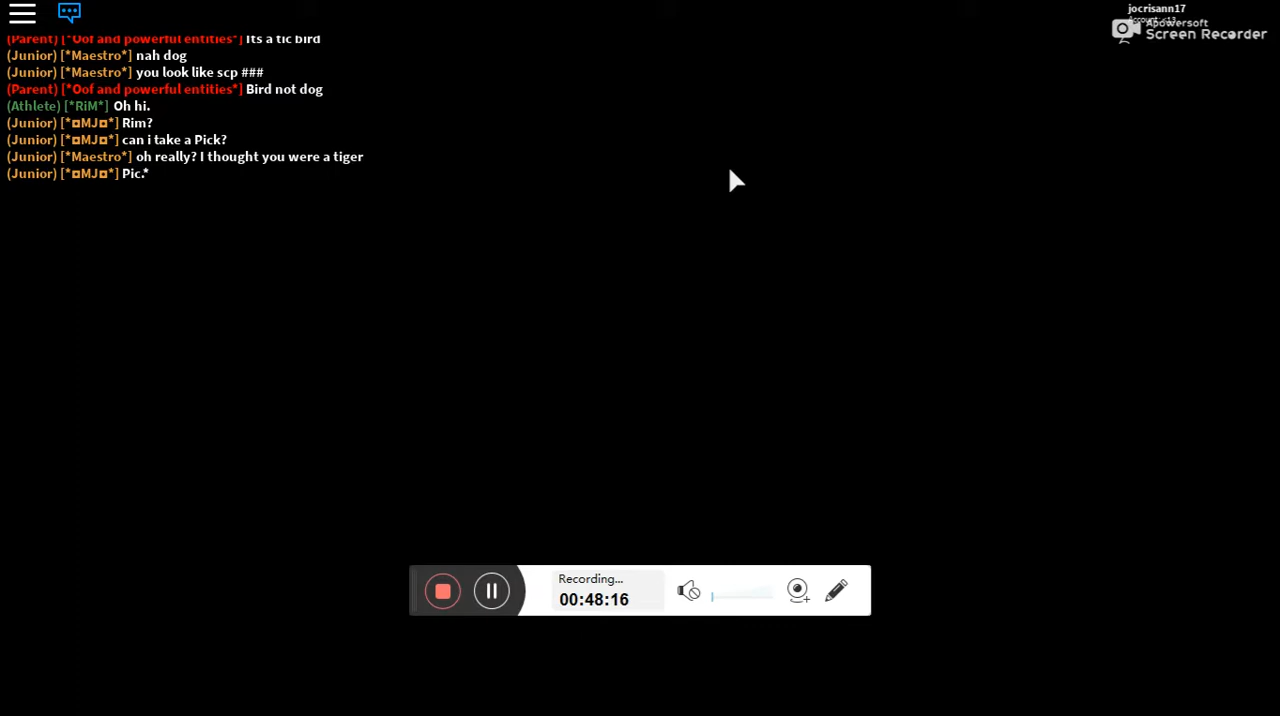 jocrisann17
Apowersoft
Screen Recorder
(Parent) [*Oof and powerful entities*] Its a tic bird
(Junior) [*Maestro*] nah dog
(Junior) [*Maestro*] you look like scp ###
(Parent) [*Oof and powerful entities*] Bird not dog
(Athlete) [*RiM*] Oh hi.
(Junior) [*¤MJ¤*] Rim?
(Junior) [*¤MJ¤*] can i take a Pick?
(Junior) [*Maestro*] oh really? I thought you were a tiger
(Junior) [*¤MJ¤*] Pic.*
Recording...
00:48:16